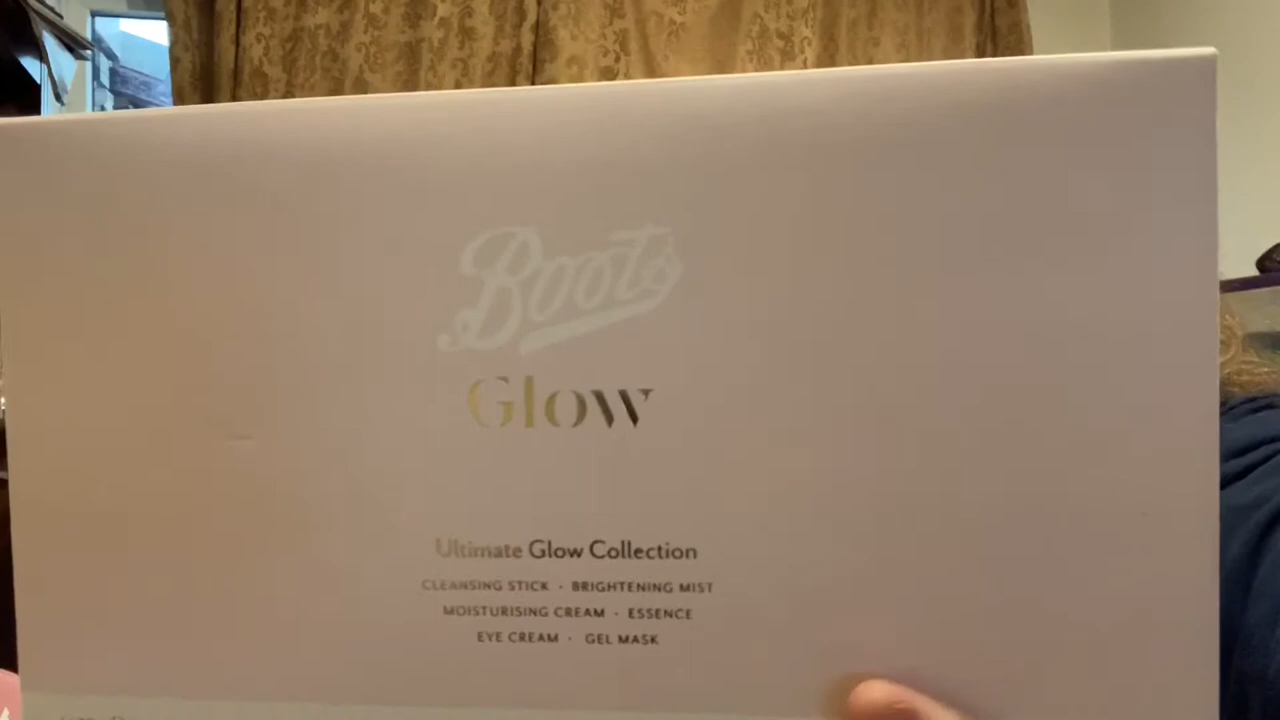 Boots
Glow
Ultimate Glow Collection
CLEANSING STICK · BRIGHTENING MIST
MOISTURISING CREAM · ESSENCE
EYE CREAM · GEL MASK